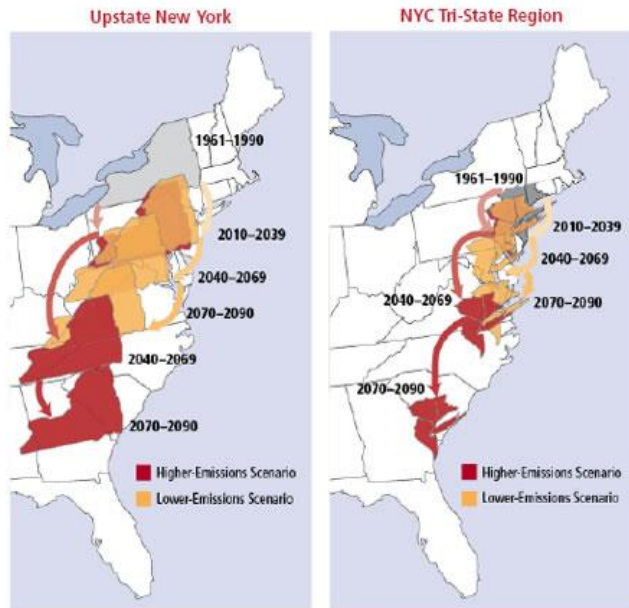 Upstate New York
1961–1990
2010–2039
2040–2069
2070–2090
2040–2069
2070–2090
Higher-Emissions Scenario
Lower-Emissions Scenario
NYC Tri-State Region
1961–1990
2010–2039
2040–2069
2040–2069
2070–2090
2070–2090
Higher-Emissions Scenario
Lower-Emissions Scenario